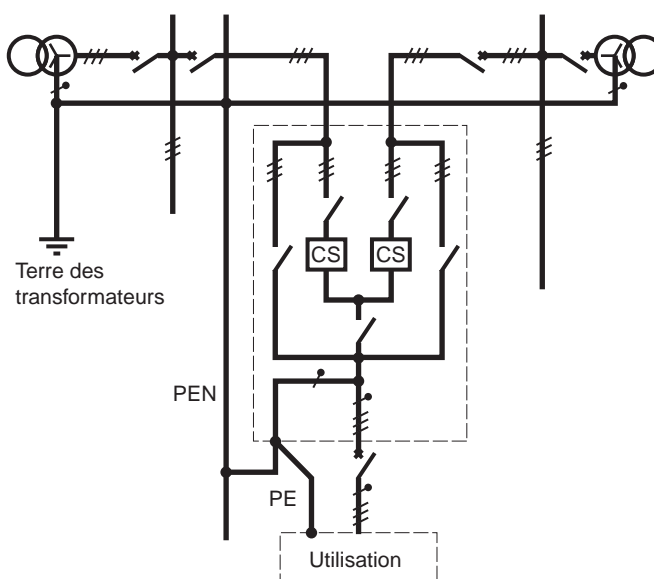 CS
CS
Terre des
transformateurs
PEN
PE
Utilisation